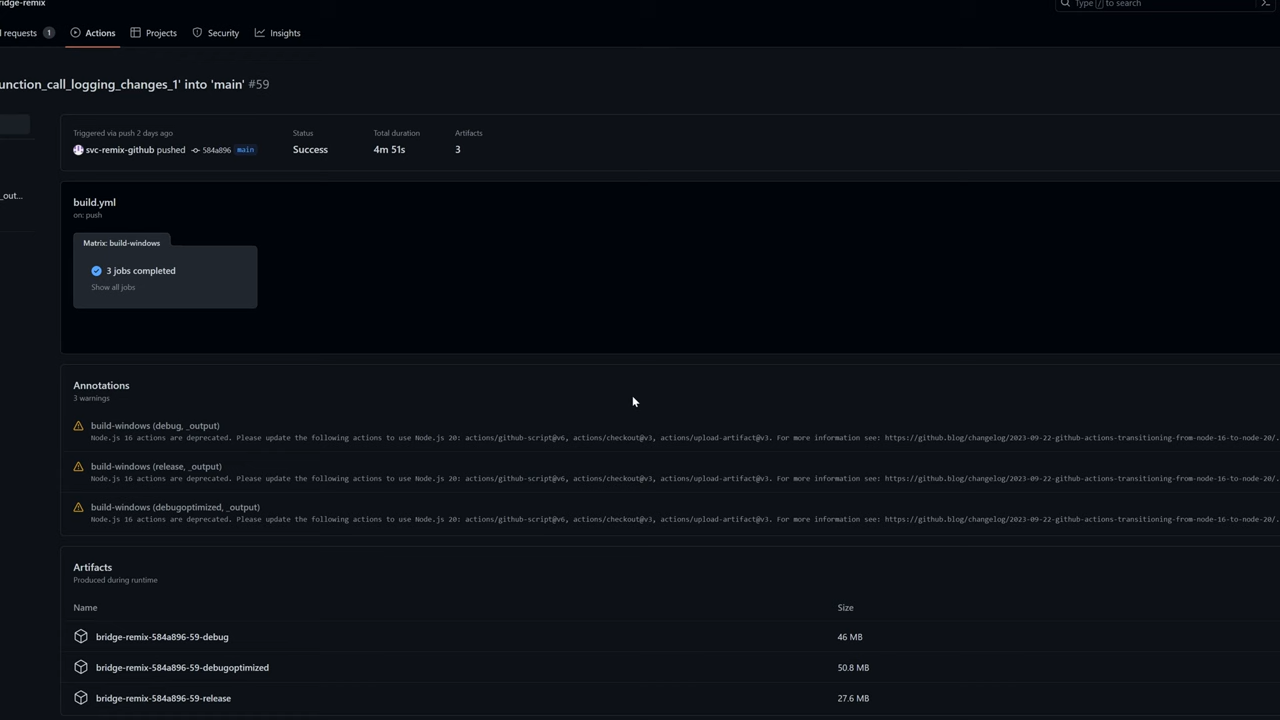 ridge-remix
Type / to search
l requests 1 Actions Projects Security Insights
unction_call_logging_changes_1' into 'main' #59
Triggered via push 2 days ago
svc-remix-github pushed 584a896 main
Status
Success
Total duration
4m 51s
Artifacts
3
_out...
build.yml
on: push
Matrix: build-windows
3 jobs completed
Show all jobs
Annotations
3 warnings
build-windows (debug, _output)
Node.js 16 actions are deprecated. Please update the following actions to use Node.js 20: actions/github-script@v6, actions/checkout@v3, actions/upload-artifact@v3. For more information see: https://github.blog/changelog/2023-09-22-github-actions-transitioning-from-node-16-to-node-20/.
build-windows (release, _output)
Node.js 16 actions are deprecated. Please update the following actions to use Node.js 20: actions/github-script@v6, actions/checkout@v3, actions/upload-artifact@v3. For more information see: https://github.blog/changelog/2023-09-22-github-actions-transitioning-from-node-16-to-node-20/.
build-windows (debugoptimized, _output)
Node.js 16 actions are deprecated. Please update the following actions to use Node.js 20: actions/github-script@v6, actions/checkout@v3, actions/upload-artifact@v3. For more information see: https://github.blog/changelog/2023-09-22-github-actions-transitioning-from-node-16-to-node-20/.
Artifacts
Produced during runtime
Name Size
bridge-remix-584a896-59-debug 46 MB
bridge-remix-584a896-59-debugoptimized 50.8 MB
bridge-remix-584a896-59-release 27.6 MB